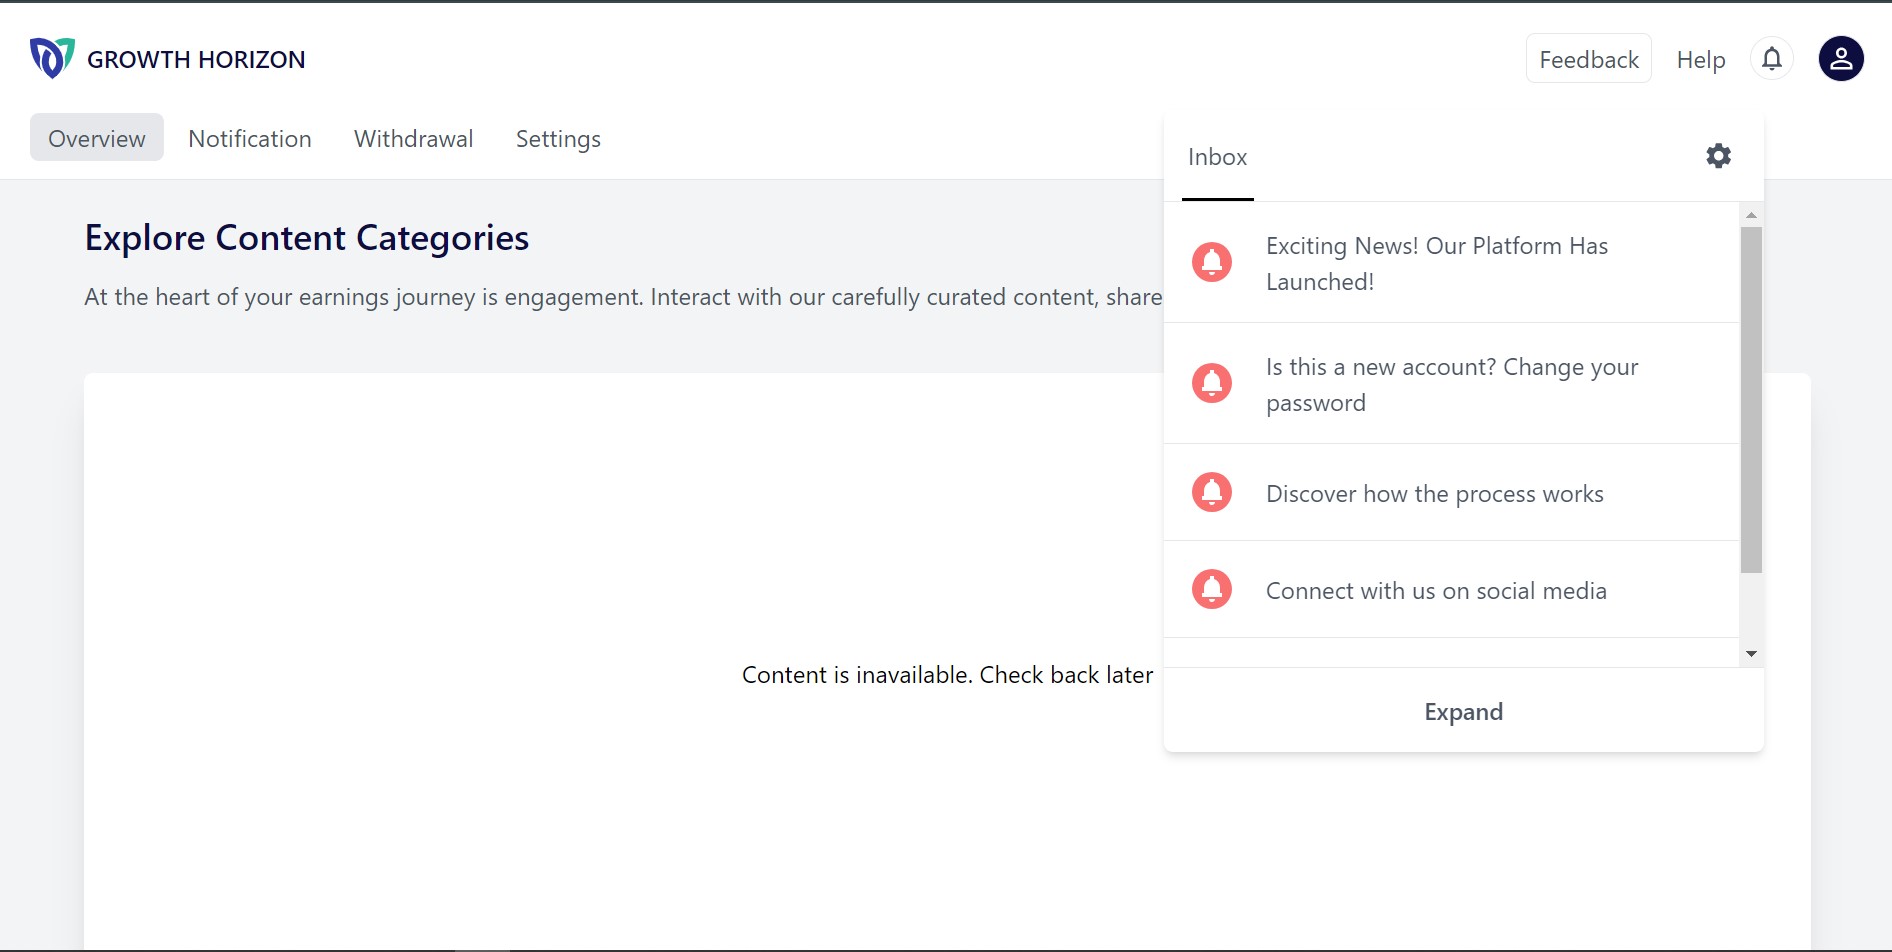 GROWTH HORIZON
Feedback
Help
Overview
Notification
Withdrawal
Settings
Explore Content Categories
At the heart of your earnings journey is engagement. Interact with our carefully curated content, share
Content is inavailable. Check back later
Inbox
Exciting News! Our Platform Has
Launched!
Is this a new account? Change your
password
Discover how the process works
Connect with us on social media
Expand